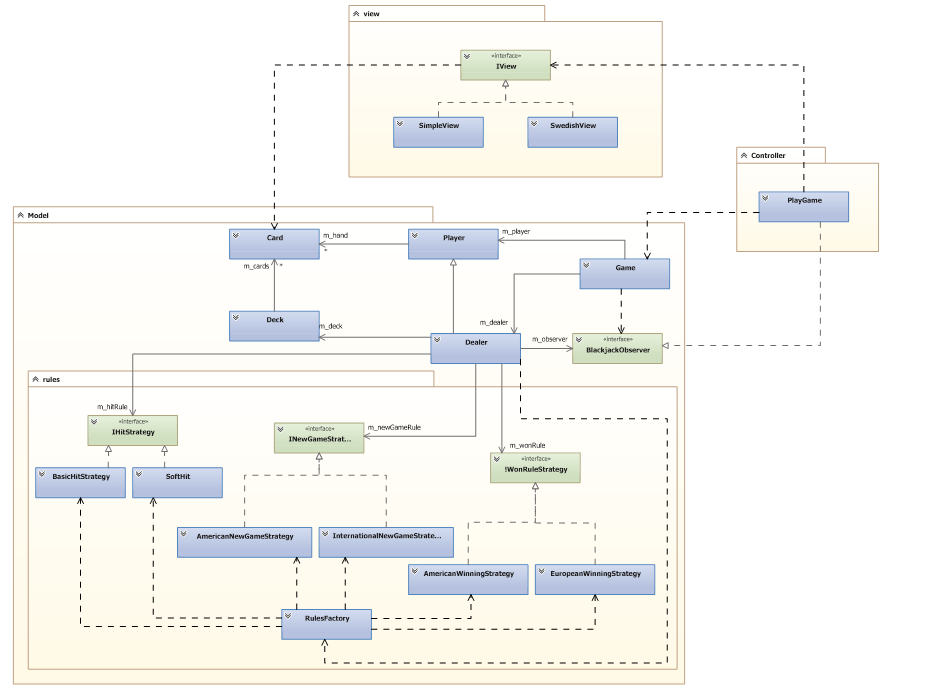 view
«interface»
IView
SimpleView
SwedishView
Controller
PlayGame
Model
Card
m_hand
*
Player
m_player
Game
m_cards
*
Deck
m_deck
Dealer
m_dealer
m_observer
«interface»
BlackjackObserver
rules
m_hitRule
«interface»
IHitStrategy
«interface»
INewGameStrat...
m_newGameRule
m_wonRule
«interface»
!WonRuleStrategy
BasicHitStrategy
SoftHit
AmericanNewGameStrategy
InternationalNewGameStrate...
AmericanWinningStrategy
EuropeanWinningStrategy
RulesFactory